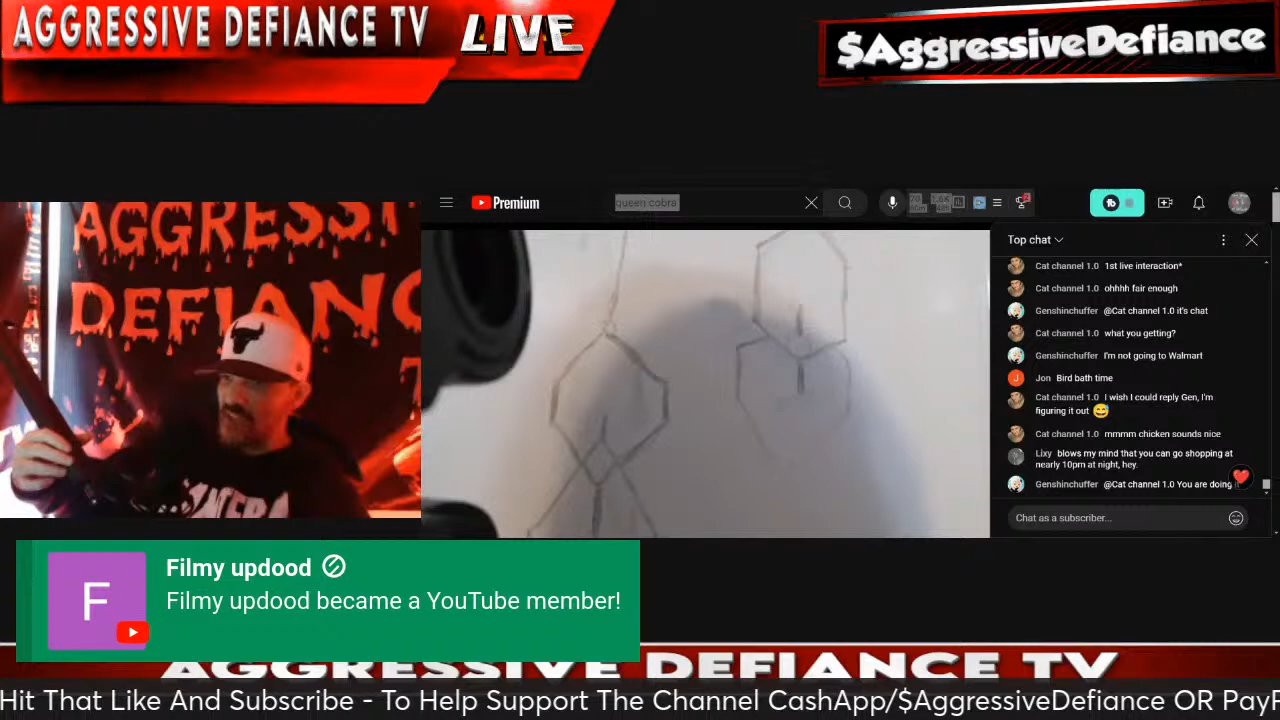 AGGRESSIVE DEFIANCE TV LIVE
$AggressiveDefiance
Premium
queen cobra
AGGRESSI
DEFIANC
Top chat
Cat channel 1.0 1st live interaction*
Cat channel 1.0 ohhhh fair enough
Genshinchuffer @Cat channel 1.0 it's chat
Cat channel 1.0 what you getting?
Genshinchuffer I'm not going to Walmart
J Jon Bird bath time
Cat channel 1.0 I wish I could reply Gen, I'm
figuring it out 😅
Cat channel 1.0 mmmm chicken sounds nice
Lixy blows my mind that you can go shopping at
nearly 10pm at night, hey.
Genshinchuffer @Cat channel 1.0 You are doing
Chat as a subscriber...
F
Filmy updood
Filmy updood became a YouTube member!
AGGRESSIVE DEFIANCE TV
Hit That Like And Subscribe - To Help Support The Channel CashApp/$AggressiveDefiance OR PayP